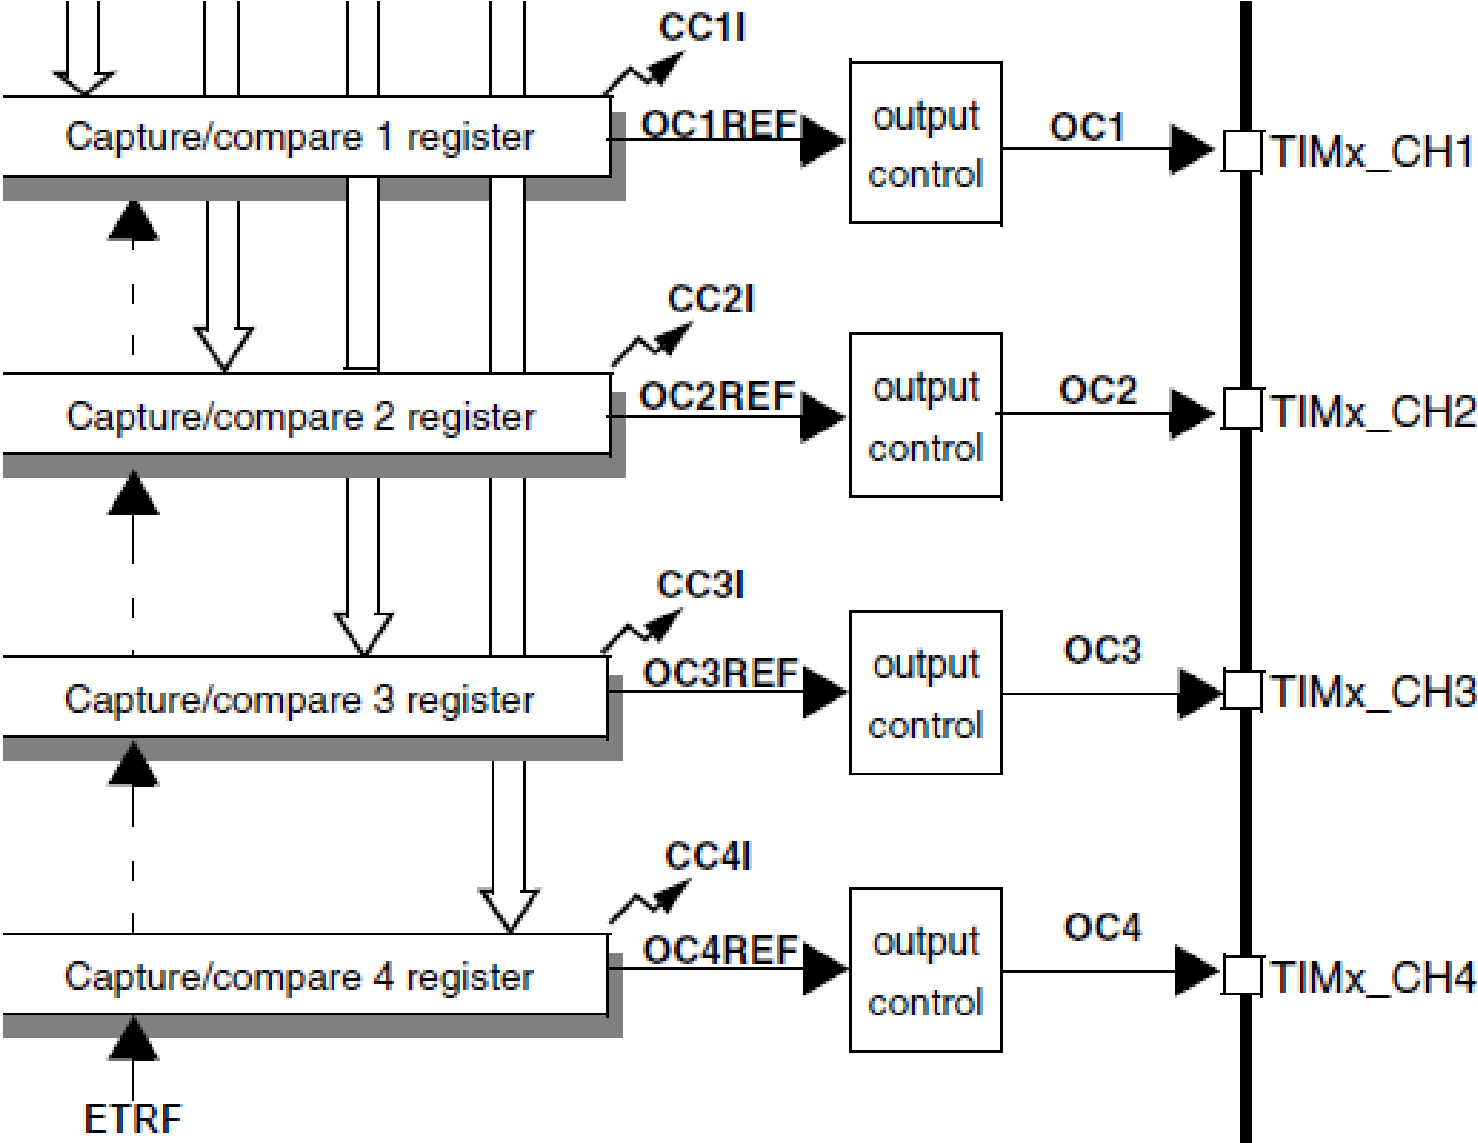 CC1I
Capture/compare 1 register
OC1REF
output
control
OC1
TIMx_CH1
CC2I
Capture/compare 2 register
OC2REF
output
control
OC2
TIMx_CH2
CC3I
Capture/compare 3 register
OC3REF
output
control
OC3
TIMx_CH3
CC4I
Capture/compare 4 register
OC4REF
output
control
OC4
TIMx_CH4
ETRF